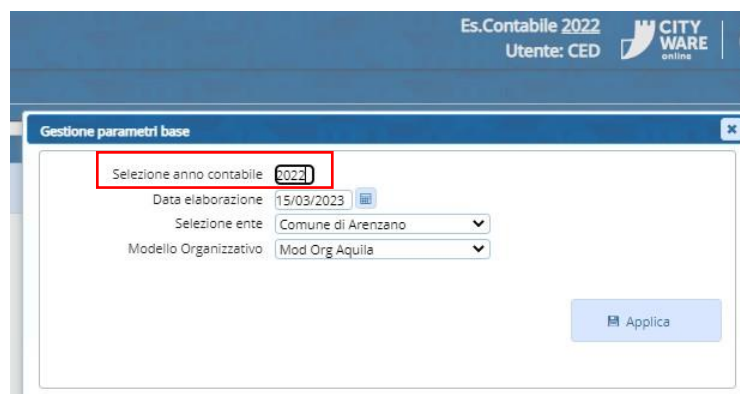 Es.Contabile 2022
Utente: CED
CITY
WARE
online
Gestione parametri base
Selezione anno contabile 2022
Data elaborazione 15/03/2023
Selezione ente Comune di Arenzano
Modello Organizzativo Mod Org Aquila
Applica